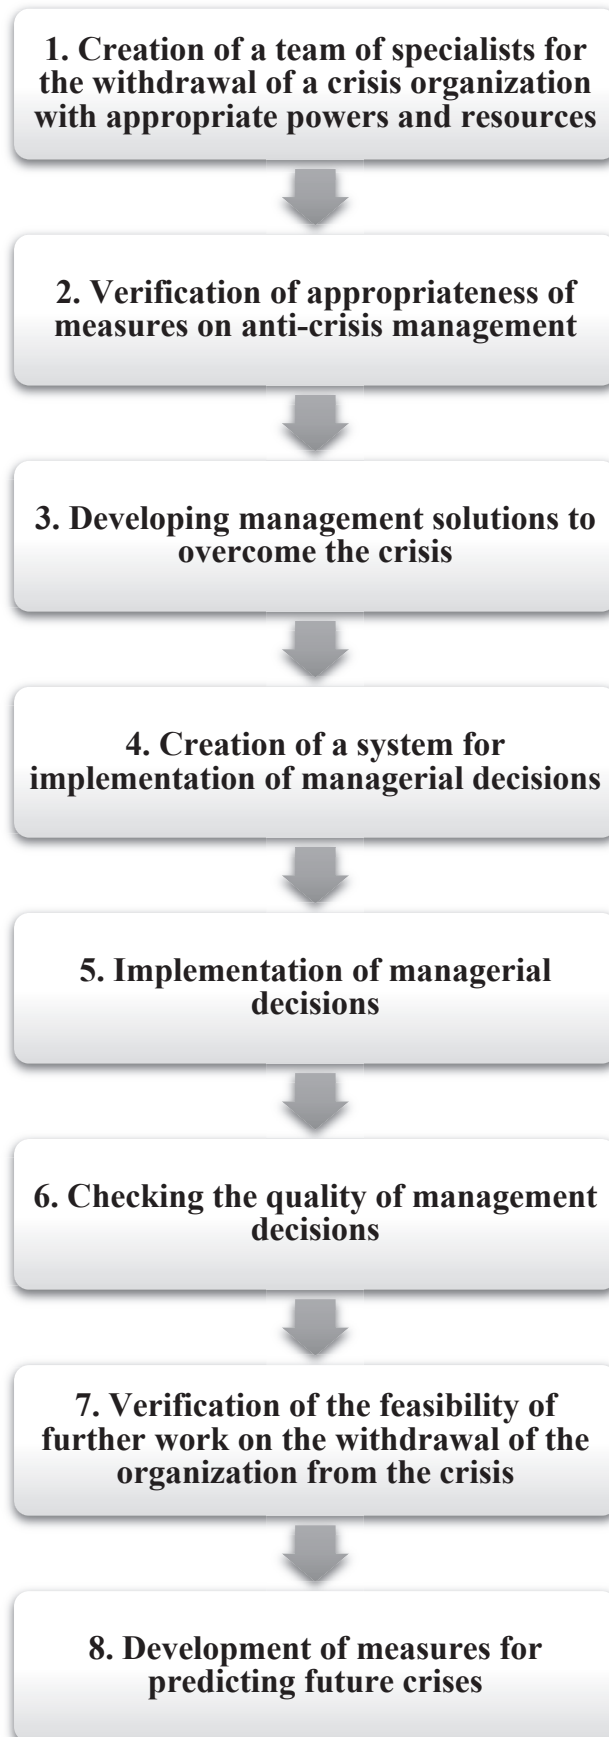 1. Creation of a team of specialists for
the withdrawal of a crisis organization
with appropriate powers and resources
2. Verification of appropriateness of
measures on anti-crisis management
3. Developing management solutions to
overcome the crisis
4. Creation of a system for
implementation of managerial decisions
5. Implementation of managerial
decisions
6. Checking the quality of management
decisions
7. Verification of the feasibility of
further work on the withdrawal of the
organization from the crisis
8. Development of measures for
predicting future crises